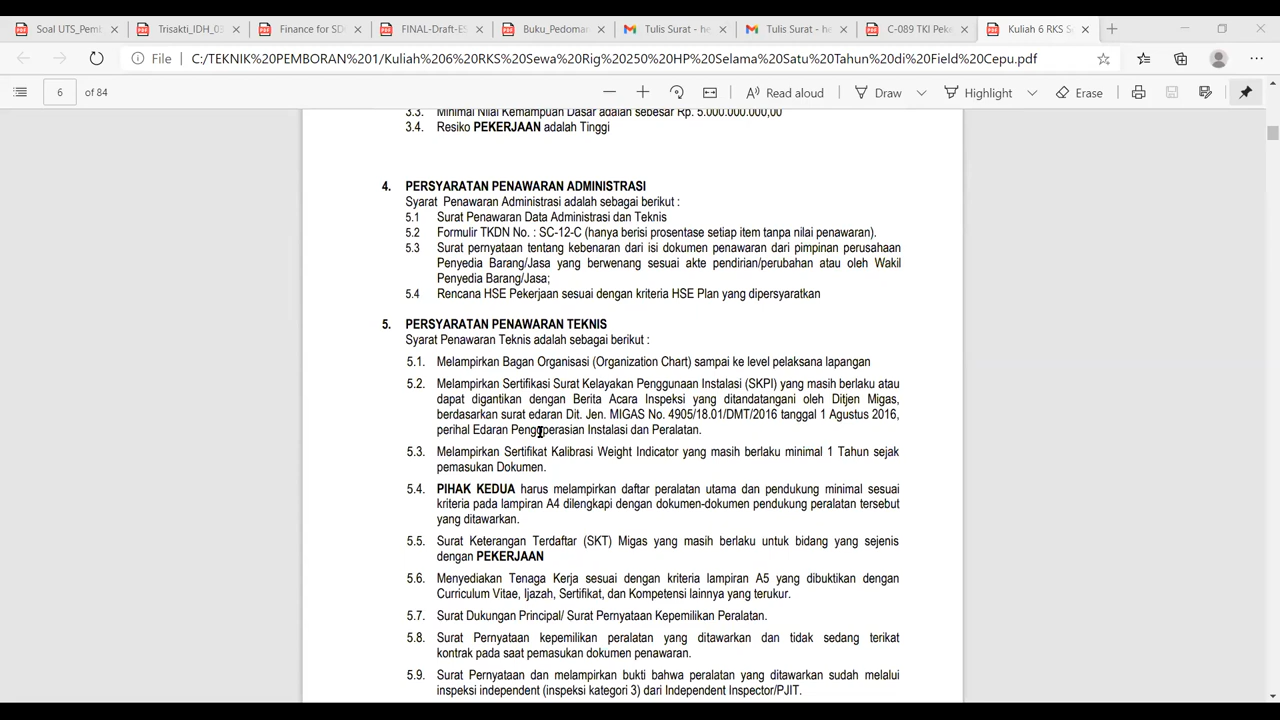 Soal UTS_Pemb
Trisakti_IDH_03
Finance for SD
FINAL-Draft-ES
Buku_Pedoman
Tulis Surat - he
Tulis Surat - he
C-089 TKI Peke
Kuliah 6 RKS S
File
C:/TEKNIK%20PEMBORAN%201/Kuliah%206%20RKS%20Sewa%20Rig%20250%20HP%20Selama%20Satu%20Tahun%20di%20Field%20Cepu.pdf
6 of 84
Read aloud
Draw
Highlight
Erase
3.3. Minimal Nilai Kemampuan Dasar adalah sebesar Rp. 5.000.000.000,00
3.4. Resiko PEKERJAAN adalah Tinggi
4. PERSYARATAN PENAWARAN ADMINISTRASI
Syarat Penawaran Administrasi adalah sebagai berikut :
5.1 Surat Penawaran Data Administrasi dan Teknis
5.2 Formulir TKDN No. : SC-12-C (hanya berisi prosentase setiap item tanpa nilai penawaran).
5.3 Surat pernyataan tentang kebenaran dari isi dokumen penawaran dari pimpinan perusahaan
Penyedia Barang/Jasa yang berwenang sesuai akte pendirian/perubahan atau oleh Wakil
Penyedia Barang/Jasa;
5.4 Rencana HSE Pekerjaan sesuai dengan kriteria HSE Plan yang dipersyaratkan
5. PERSYARATAN PENAWARAN TEKNIS
Syarat Penawaran Teknis adalah sebagai berikut :
5.1. Melampirkan Bagan Organisasi (Organization Chart) sampai ke level pelaksana lapangan
5.2. Melampirkan Sertifikasi Surat Kelayakan Penggunaan Instalasi (SKPI) yang masih berlaku atau
dapat digantikan dengan Berita Acara Inspeksi yang ditandatangani oleh Ditjen Migas,
berdasarkan surat edaran Dit. Jen. MIGAS No. 4905/18.01/DMT/2016 tanggal 1 Agustus 2016,
perihal Edaran Pengoperasian Instalasi dan Peralatan.
5.3. Melampirkan Sertifikat Kalibrasi Weight Indicator yang masih berlaku minimal 1 Tahun sejak
pemasukan Dokumen.
5.4. PIHAK KEDUA harus melampirkan daftar peralatan utama dan pendukung minimal sesuai
kriteria pada lampiran A4 dilengkapi dengan dokumen-dokumen pendukung peralatan tersebut
yang ditawarkan.
5.5. Surat Keterangan Terdaftar (SKT) Migas yang masih berlaku untuk bidang yang sejenis
dengan PEKERJAAN
5.6. Menyediakan Tenaga Kerja sesuai dengan kriteria lampiran A5 yang dibuktikan dengan
Curriculum Vitae, Ijazah, Sertifikat, dan Kompetensi lainnya yang terukur.
5.7. Surat Dukungan Principal/ Surat Pernyataan Kepemilikan Peralatan.
5.8. Surat Pernyataan kepemilikan peralatan yang ditawarkan dan tidak sedang terikat
kontrak pada saat pemasukan dokumen penawaran.
5.9. Surat Pernyataan dan melampirkan bukti bahwa peralatan yang ditawarkan sudah melalui
inspeksi independent (inspeksi kategori 3) dari Independent Inspector/PJIT.